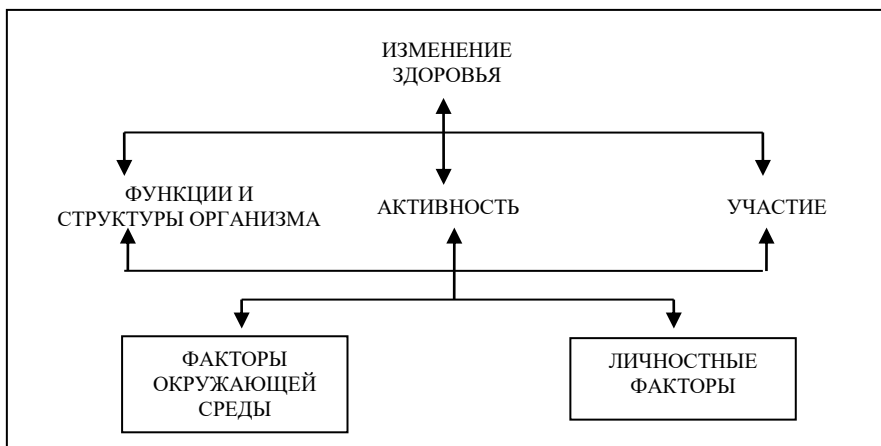 ИЗМЕНЕНИЕ
ЗДОРОВЬЯ
ФУНКЦИИ И
СТРУКТУРЫ ОРГАНИЗМА
АКТИВНОСТЬ
УЧАСТИЕ
ФАКТОРЫ
ОКРУЖАЮЩЕЙ
СРЕДЫ
ЛИЧНОСТНЫЕ
ФАКТОРЫ